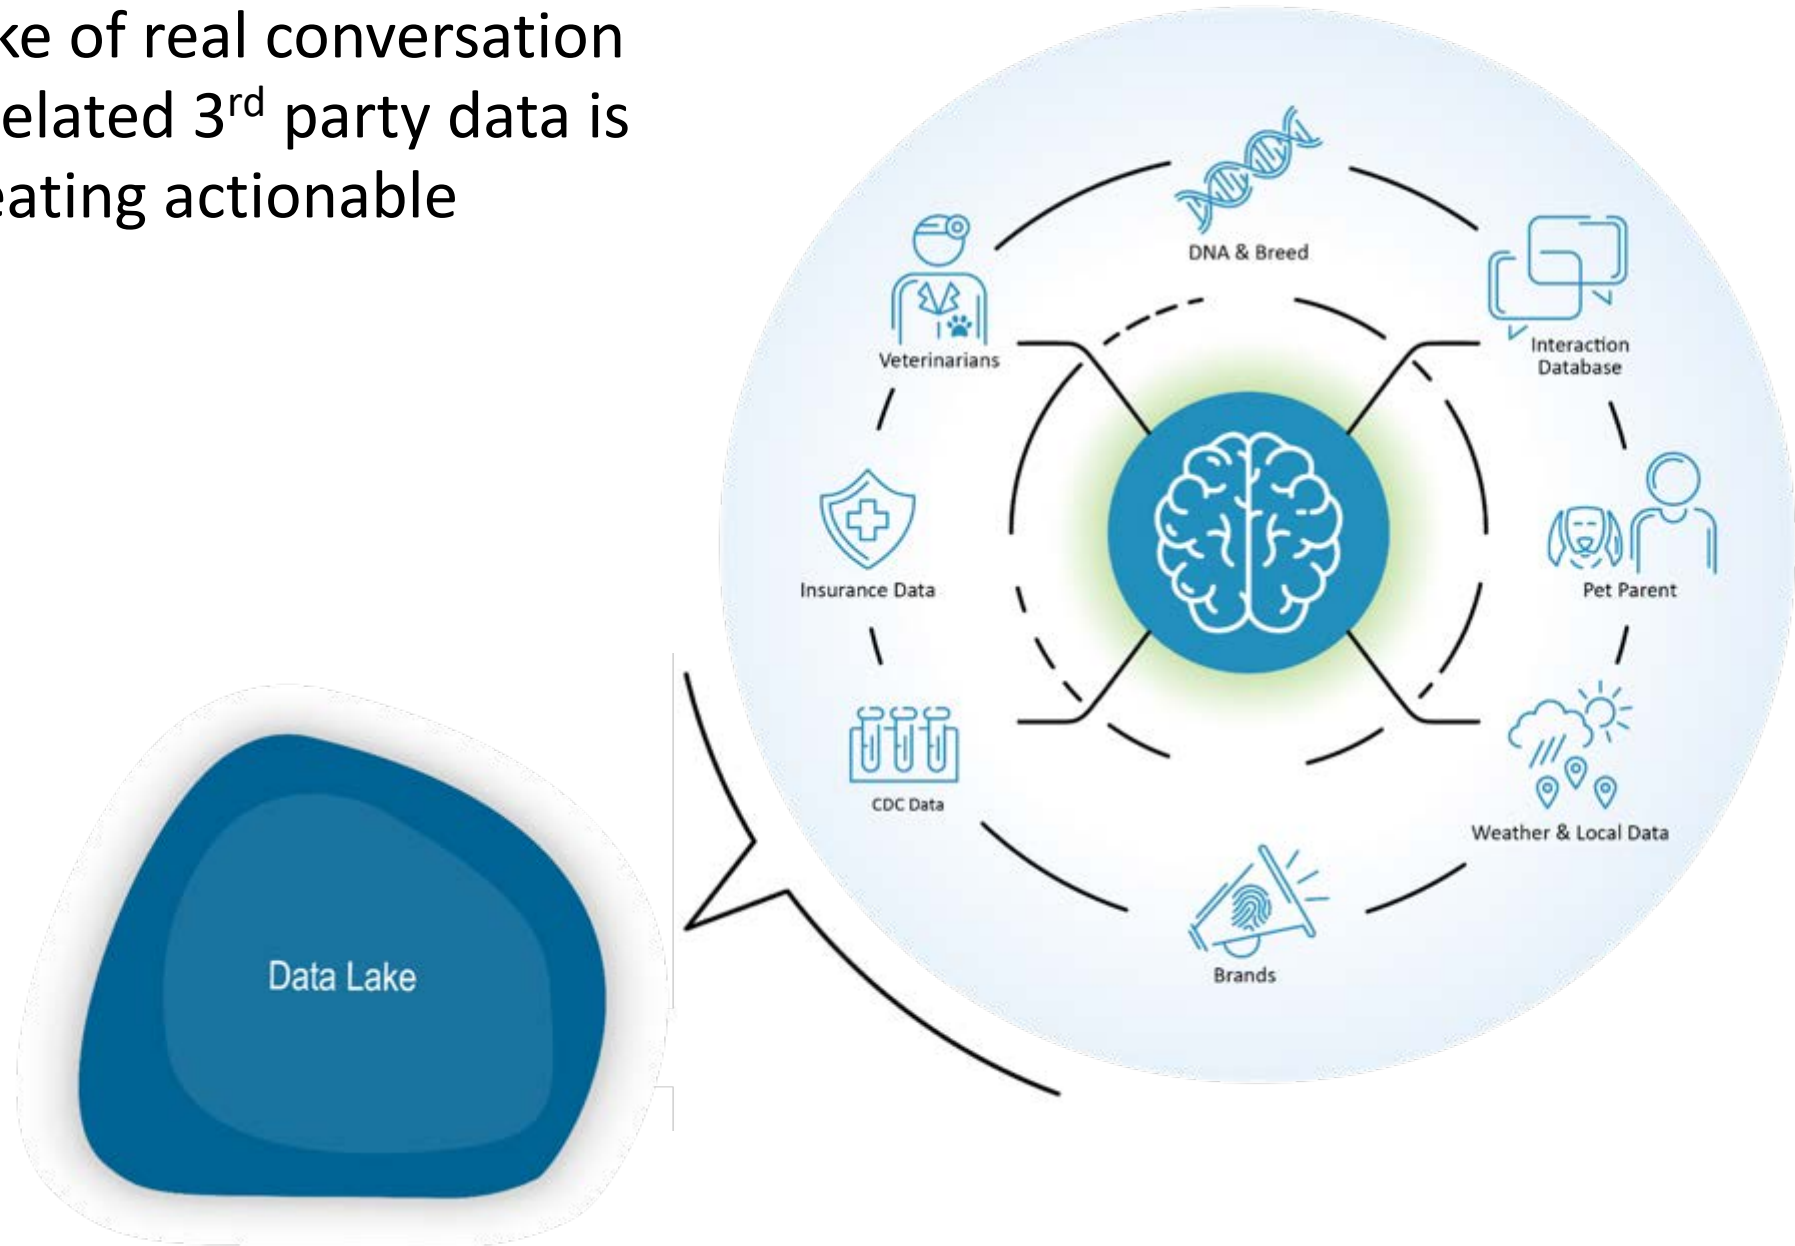 ke of real conversation
elated 3rd party data is
eating actionable
DNA & Breed
Veterinarians
Interaction
Database
Insurance Data
Pet Parent
CDC Data
Weather & Local Data
Brands
Data Lake